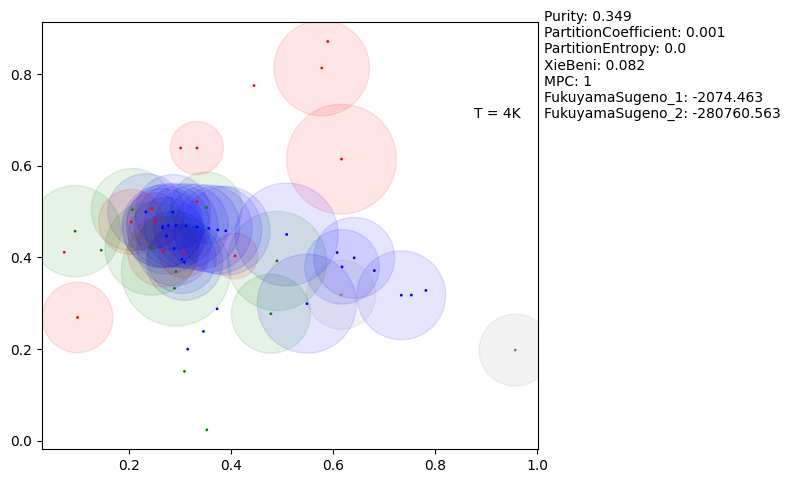 Purity: 0.349
PartitionCoefficient: 0.001
PartitionEntropy: 0.0
XieBeni: 0.082
MPC: 1
FukuyamaSugeno_1: -2074.463
FukuyamaSugeno_2: -280760.563
T = 4K
0.8
0.6
0.4
0.2
0.0
0.2 0.4 0.6 0.8 1.0